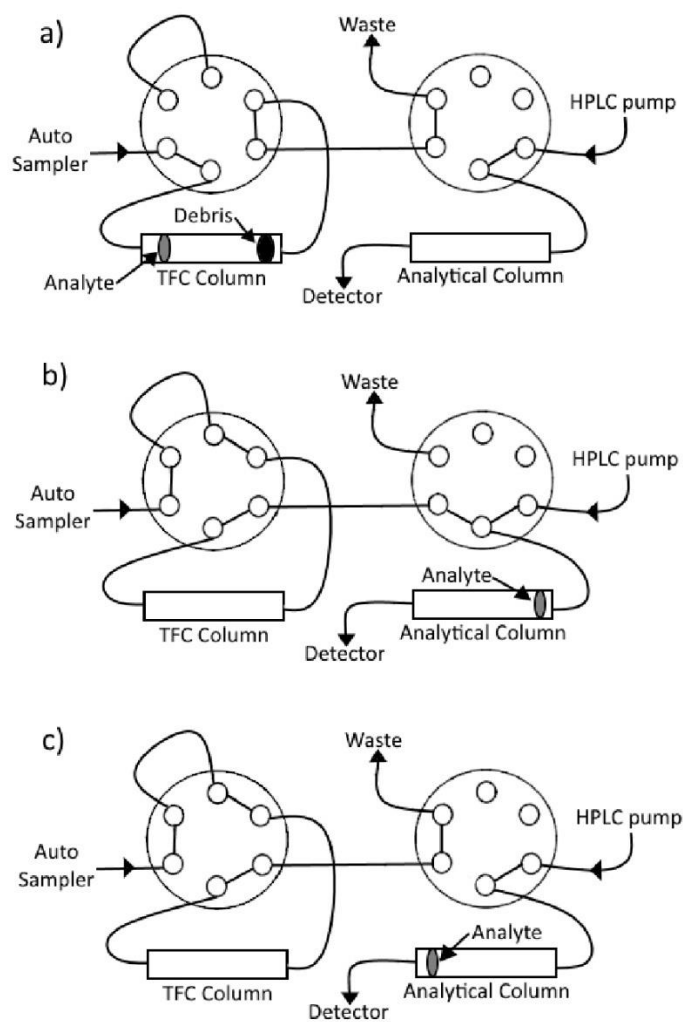 a)
Waste
HPLC pump
Auto
Sampler
Debris
Analyte
TFC Column
Analytical Column
Detector
b)
Waste
HPLC pump
Auto
Sampler
Analyte
TFC Column
Analytical Column
Detector
c)
Waste
HPLC pump
Auto
Sampler
Analyte
TFC Column
Analytical Column
Detector